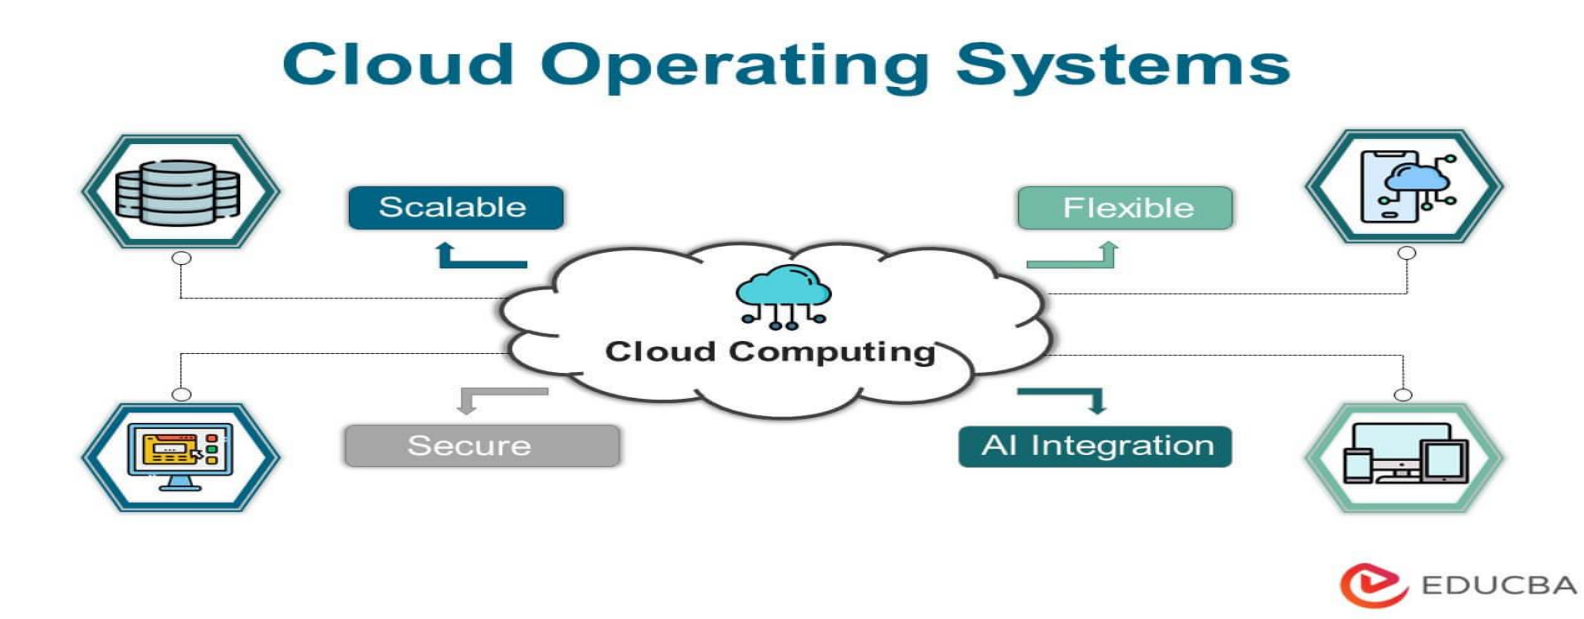 Cloud Operating Systems
Scalable
Flexible
Cloud Computing
Secure
AI Integration
EDUCBA